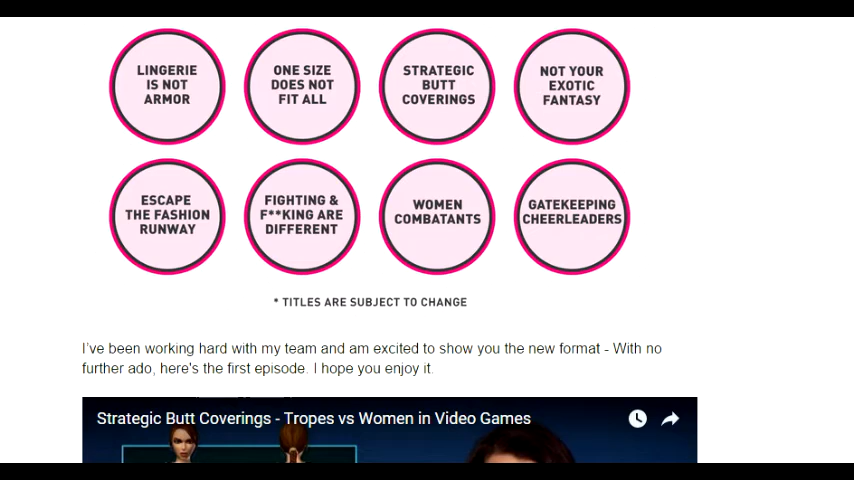 LINGERIE
IS NOT
ARMOR
ONE SIZE
DOES NOT
FIT ALL
STRATEGIC
BUTT
COVERINGS
NOT YOUR
EXOTIC
FANTASY
ESCAPE
THE FASHION
RUNWAY
FIGHTING &
F**KING ARE
DIFFERENT
WOMEN
COMBATANTS
GATEKEEPING
CHEERLEADERS
* TITLES ARE SUBJECT TO CHANGE
I've been working hard with my team and am excited to show you the new format - With no
further ado, here's the first episode. I hope you enjoy it.
Strategic Butt Coverings - Tropes vs Women in Video Games